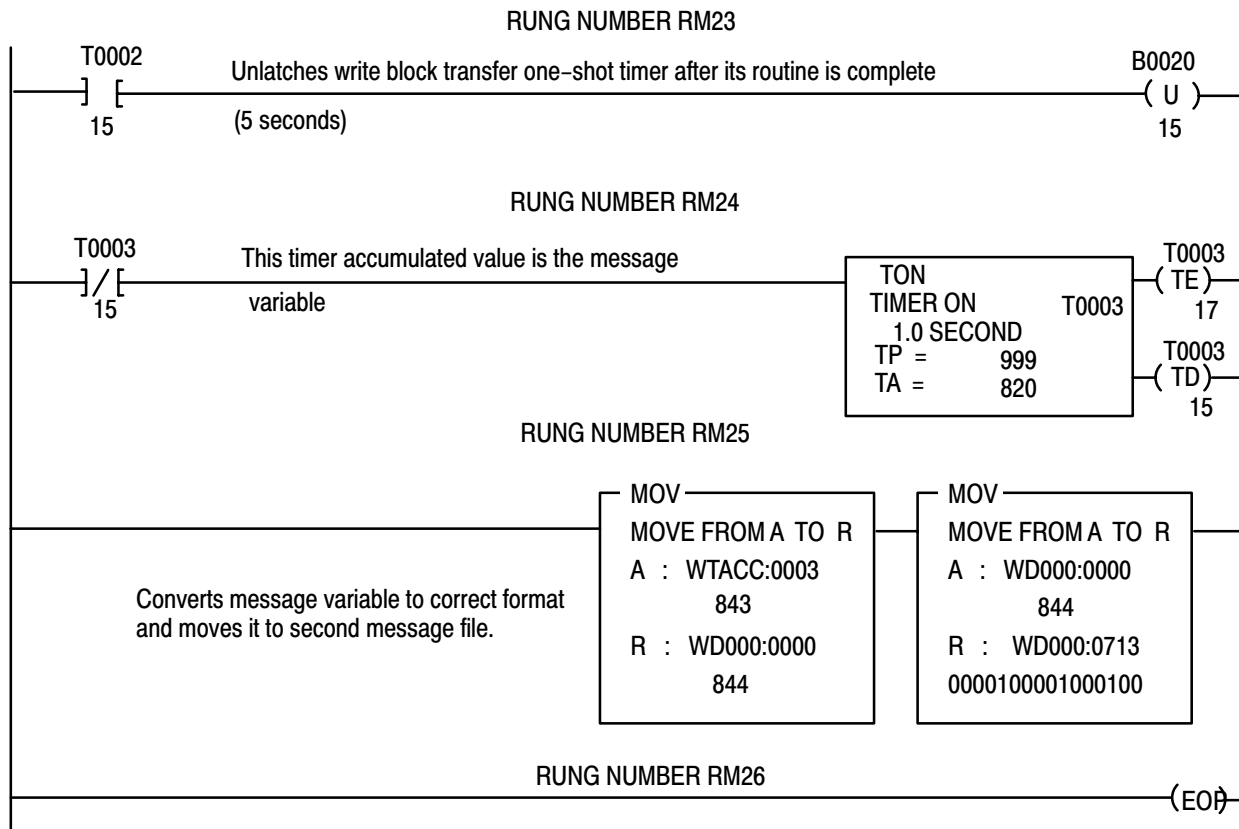 RUNG NUMBER RM23
T0002
Unlatches write block transfer one-shot timer after its routine is complete
B0020
] [
( U )
15
(5 seconds)
15
RUNG NUMBER RM24
T0003
This timer accumulated value is the message
]/[
15
variable
TON
TIMER ON T0003
1.0 SECOND
TP = 999
TA = 820
T0003
( TE )
17
T0003
( TD )
15
RUNG NUMBER RM25
Converts message variable to correct format
and moves it to second message file.
MOV
MOVE FROM A TO R
A : WTACC:0003
843
R : WD000:0000
844
MOV
MOVE FROM A TO R
A : WD000:0000
844
R : WD000:0713
0000100001000100
RUNG NUMBER RM26
(EOP)